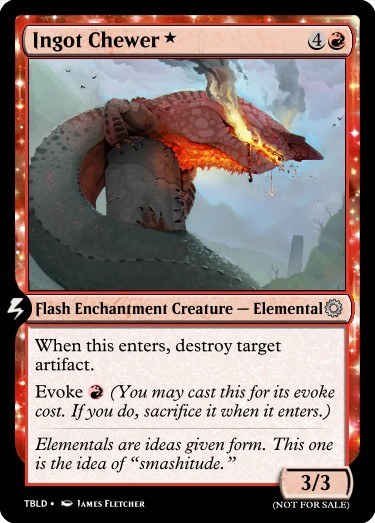 Ingot Chewer★ 4
Flash Enchantment Creature — Elemental
When this enters, destroy target
artifact.
Evoke (You may cast this for its evoke
cost. If you do, sacrifice it when it enters.)
Elementals are ideas given form. This one
is the idea of “smashitude.”
3/3
TBLD • James Fletcher
(NOT FOR SALE)